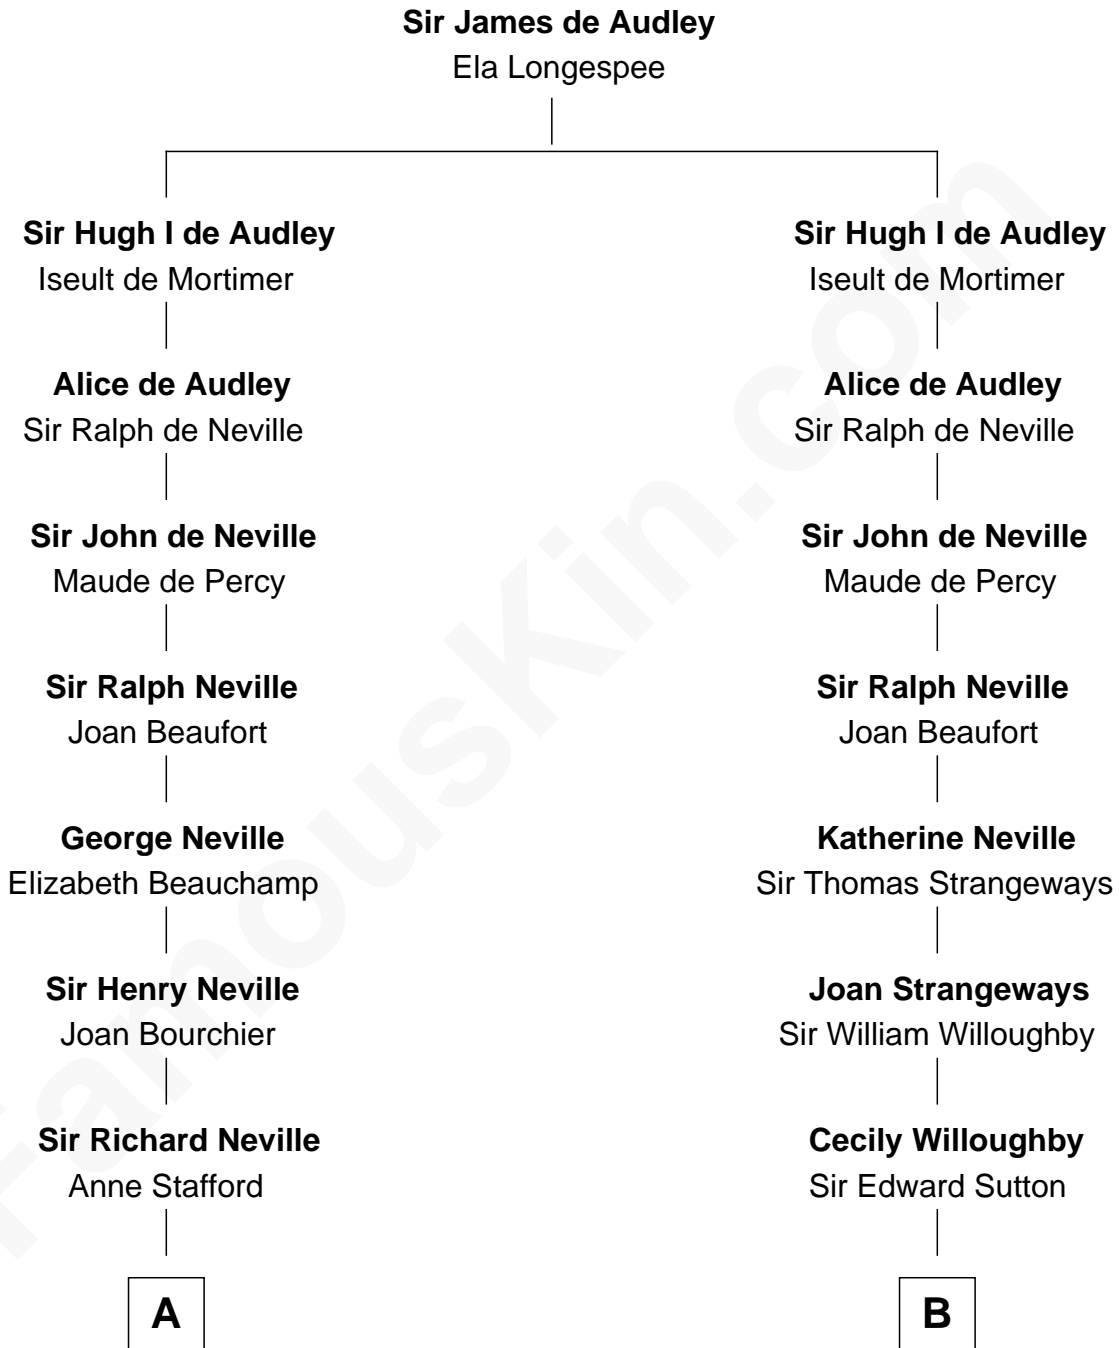 Sir James de Audley
Ela Longespee
Sir Hugh I de Audley
Iseult de Mortimer
Sir Hugh I de Audley
Iseult de Mortimer
Alice de Audley
Sir Ralph de Neville
Alice de Audley
Sir Ralph de Neville
Sir John de Neville
Maude de Percy
Sir John de Neville
Maude de Percy
Sir Ralph Neville
Joan Beaufort
Sir Ralph Neville
Joan Beaufort
George Neville
Elizabeth Beauchamp
Katherine Neville
Sir Thomas Strangeways
Sir Henry Neville
Joan Bourchier
Joan Strangeways
Sir William Willoughby
Sir Richard Neville
Anne Stafford
Cecily Willoughby
Sir Edward Sutton
A
B
FamousKin.com